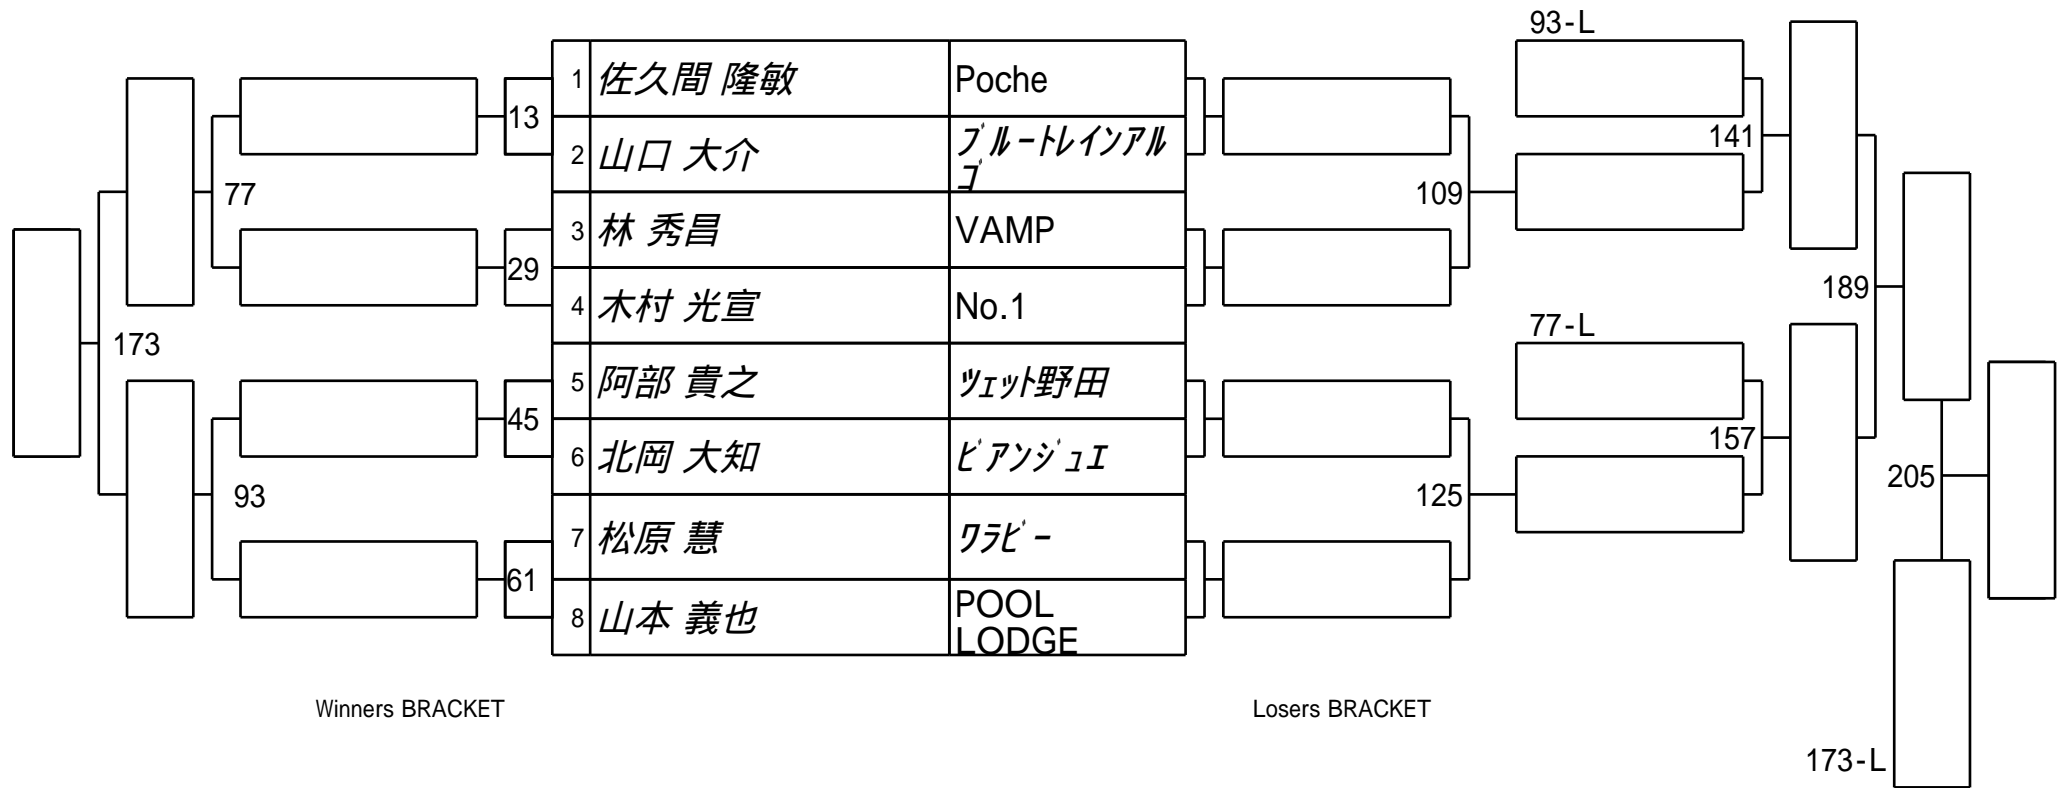 93-L
1 佐久間 隆敏 Poche
13
141
2 山口 大介 ﾌﾞﾙｰﾄﾚｲﾝｱﾙ
ｺﾞ
77
109
3 林 秀昌 VAMP
29
189
4 木村 光宣 No.1
77-L
173
5 阿部 貴之 ﾂｪｯﾄ野田
45
157
6 北岡 大知 ﾋﾞｱﾝｼﾞｭｴ
205
93
125
7 松原 慧 ﾜﾗﾋﾞｰ
61
8 山本 義也 POOL
LODGE
Winners BRACKET
Losers BRACKET
173-L